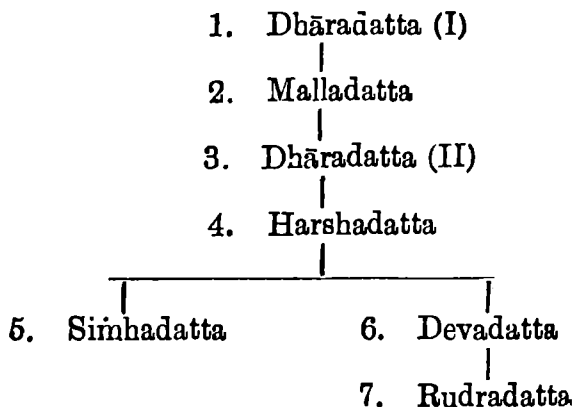 1. Dhāradatta (I)
2. Malladatta
3. Dhāradatta (II)
4. Harshadatta
5. Siṁhadatta 6. Devadatta
7. Rudradatta